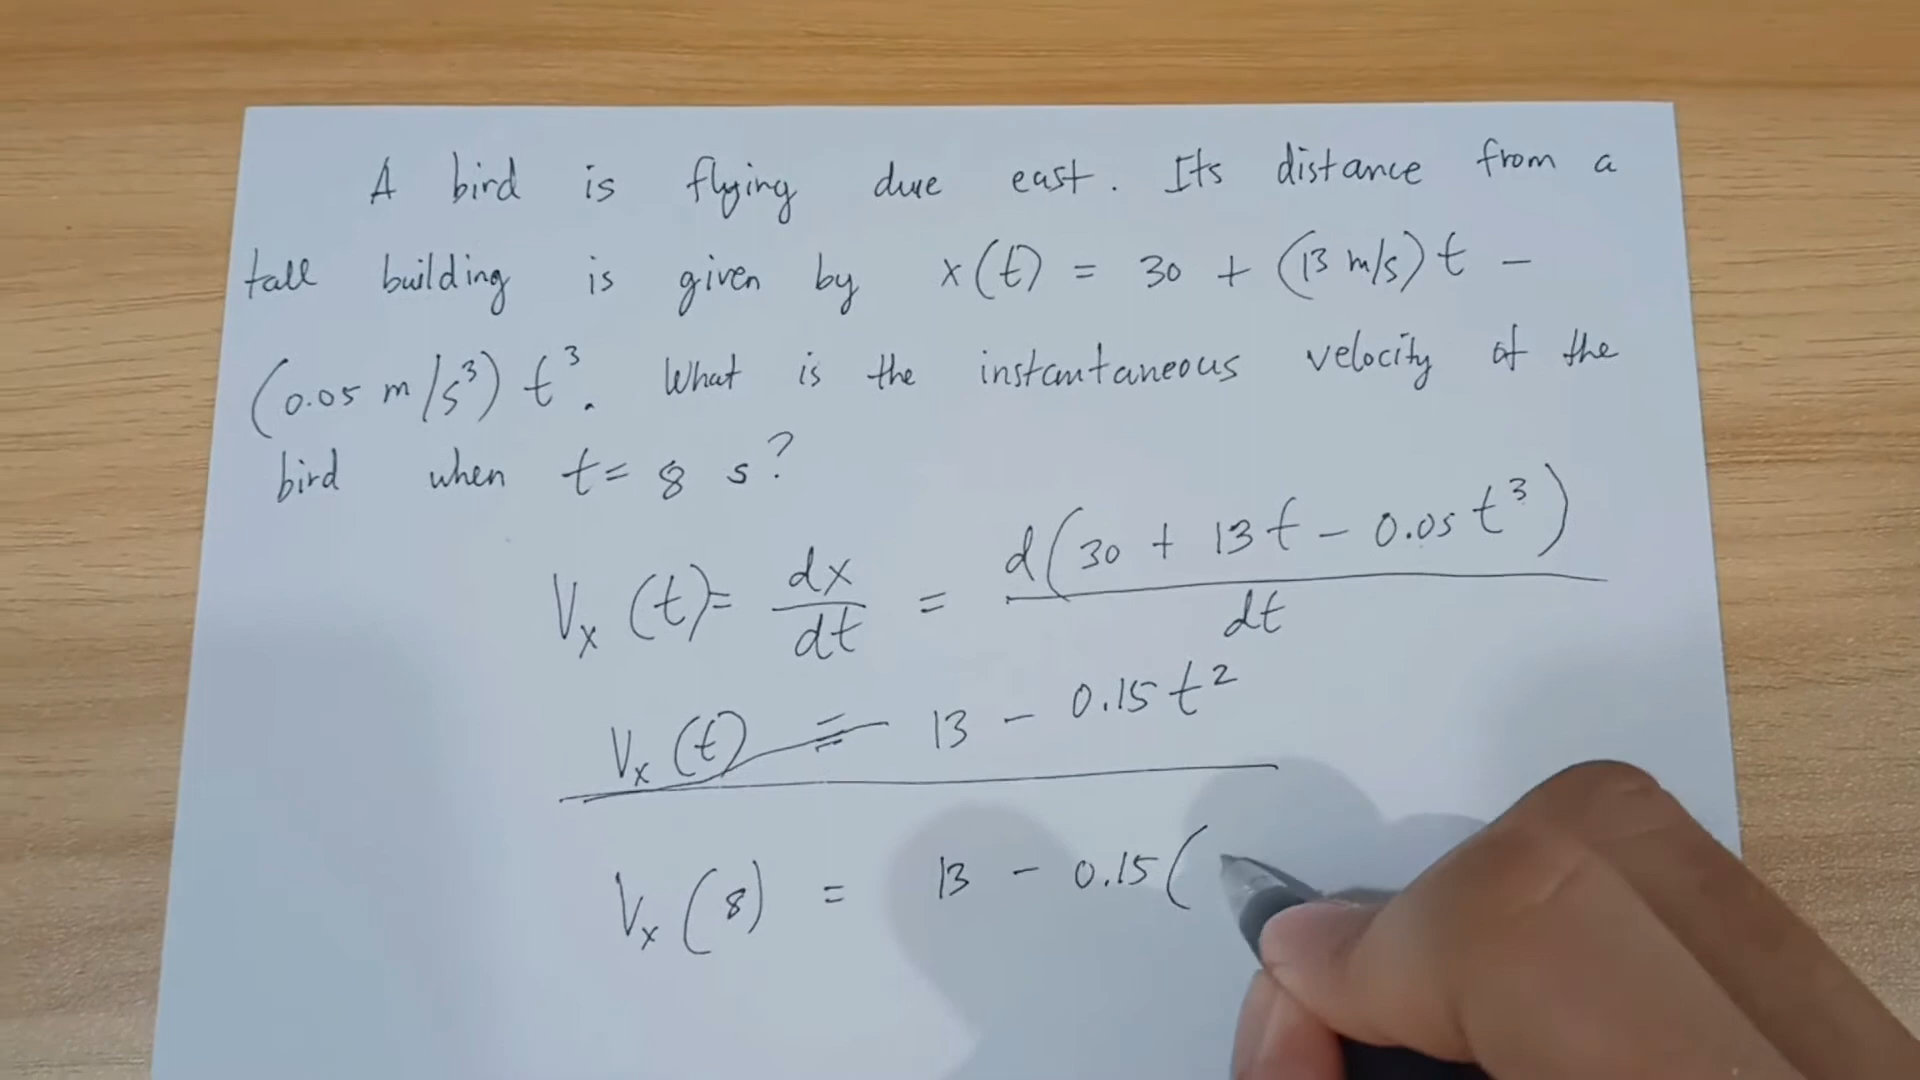 A bird is flying due east. Its distance from a
tall building is given by x(t) = 30 + (13 m/s) t -
(0.05 m/s³) t³. What is the instantaneous velocity of the
bird when t = 8 s?
Vx (t) = dx/dt = d(30 + 13t - 0.05t³)/dt
Vx (t) = 13 - 0.15 t²
Vx (8) = 13 - 0.15 (